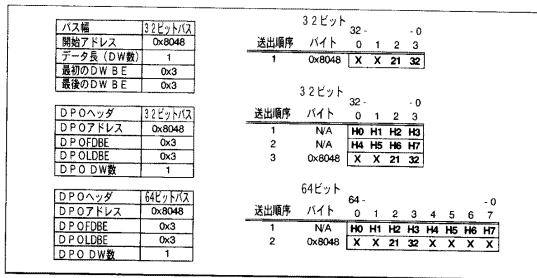 バス幅 32ビットバス
開始アドレス 0x8048
データ長（DW数） 1
最初のDW BE 0x3
最後のDW BE 0x3
32ビット
32 - - 0
送出順序 バイト 0 1 2 3
1 0x8048 X X 21 32
DPOヘッダ 32ビットバス
DPOアドレス 0x8048
DPOFDBE 0x3
DPOLDBE 0x3
DPO DW数 1
32ビット
32 - - 0
送出順序 バイト 0 1 2 3
1 N/A H0 H1 H2 H3
2 N/A H4 H5 H6 H7
3 0x8048 X X 21 32
DPOヘッダ 64ビットバス
DPOアドレス 0x8048
DPOFDBE 0x3
DPOLDBE 0x3
DPO DW数 1
64ビット
64 - - 0
送出順序 バイト 0 1 2 3 4 5 6 7
1 N/A H0 H1 H2 H3 H4 H5 H6 H7
2 0x8048 X X 21 32 X X X X